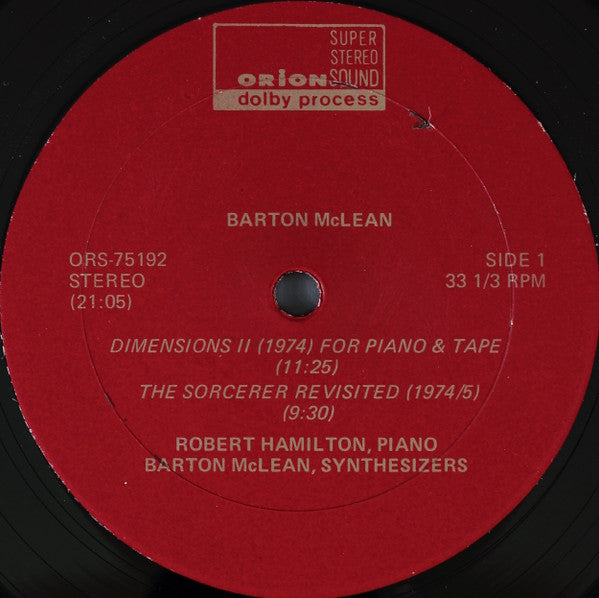 SUPER
STEREO
ORION SOUND
dolby process
BARTON McLEAN
ORS-75192
STEREO
(21:05)
SIDE 1
33 1/3 RPM
DIMENSIONS II (1974) FOR PIANO & TAPE
(11:25)
THE SORCERER REVISITED (1974/5)
(9:30)
ROBERT HAMILTON, PIANO
BARTON McLEAN, SYNTHESIZERS